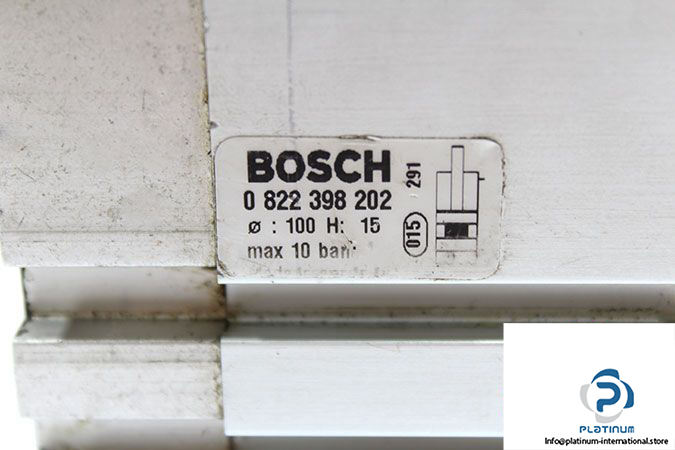 BOSCH
0 822 398 202
ø : 100 H: 15
max 10 bar
291
015
PLATINUM
Info@platinum-international.store